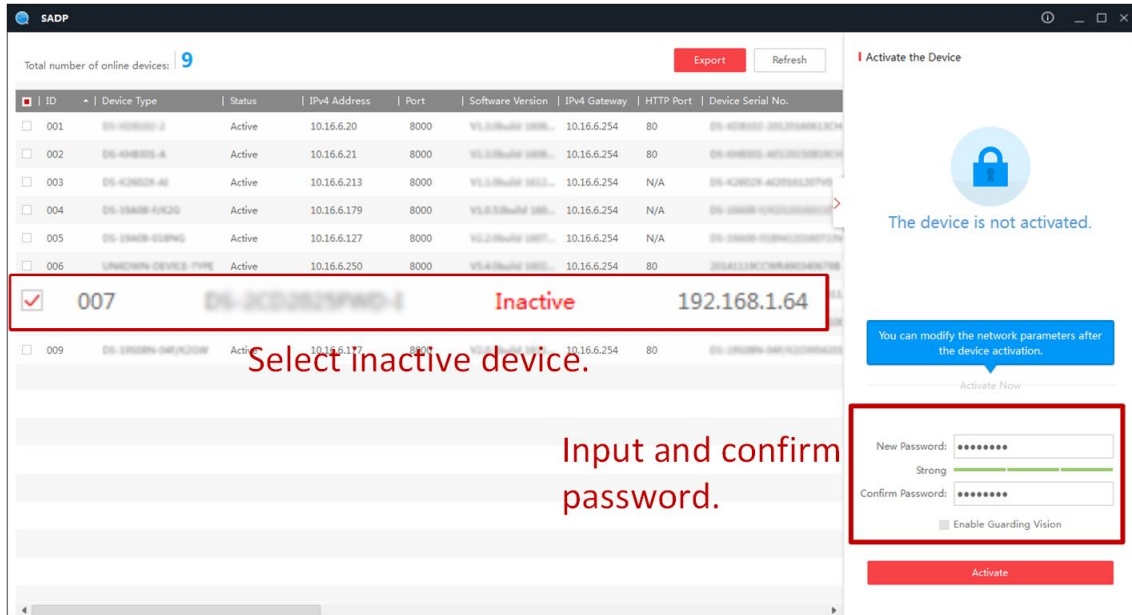 SADP
Total number of online devices: 9
Export Refresh
ID Device Type Status IPv4 Address Port Software Version IPv4 Gateway HTTP Port Device Serial No.
001 Active 10.16.6.20 8000 10.16.6.254 80
002 Active 10.16.6.21 8000 10.16.6.254 80
003 Active 10.16.6.213 8000 10.16.6.254 N/A
004 Active 10.16.6.179 8000 10.16.6.254 N/A
005 Active 10.16.6.127 8000 10.16.6.254 N/A
006 UNKOWN-DEVICE-TYPE Active 10.16.6.250 8000 10.16.6.254 80
007 Inactive 192.168.1.64
009 Active 10.16.6.177 8000 10.16.6.254 80
Select inactive device.
Input and confirm
password.
Activate the Device
The device is not activated.
You can modify the network parameters after
the device activation.
Activate Now
New Password: ●●●●●●●●
Strong
Confirm Password: ●●●●●●●●
Enable Guarding Vision
Activate